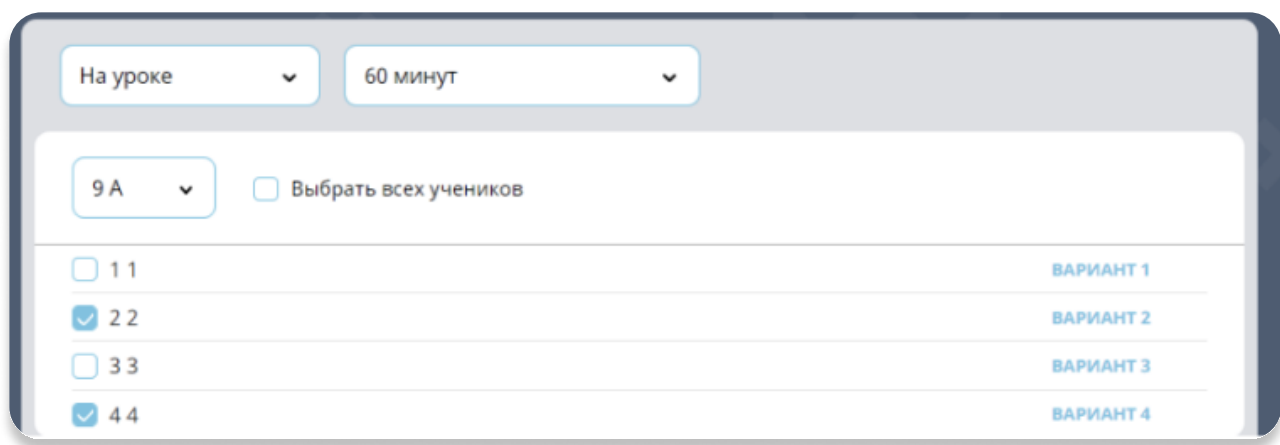 На уроке 60 минут
9 А Выбрать всех учеников
1 1 ВАРИАНТ 1
2 2 ВАРИАНТ 2
3 3 ВАРИАНТ 3
4 4 ВАРИАНТ 4